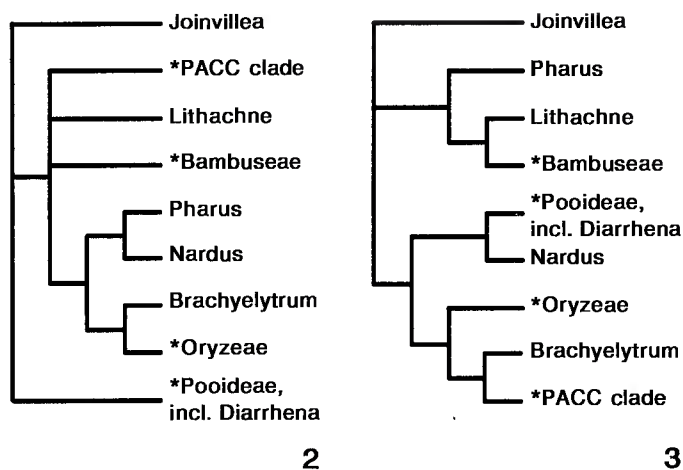 Joinvillea
*PACC clade
Lithachne
*Bambuseae
Pharus
Nardus
Brachyelytrum
*Oryzeae
*Pooideae,
incl. Diarrhena
2
Joinvillea
Pharus
Lithachne
*Bambuseae
*Pooideae,
incl. Diarrhena
Nardus
*Oryzeae
Brachyelytrum
*PACC clade
3